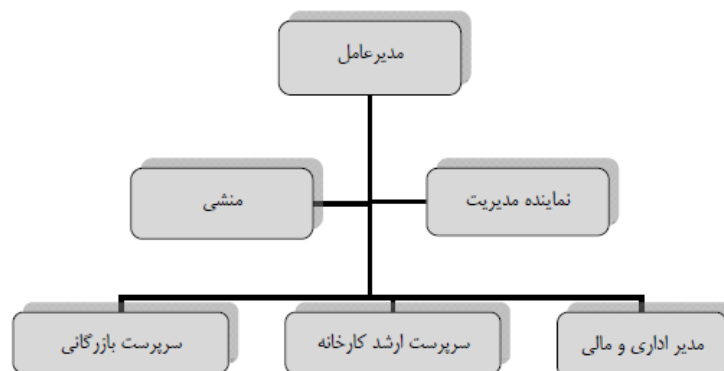 مدیرعامل
نماینده مدیریت
منشی
مدیر اداری و مالی
سرپرست ارشد کارخانه
سرپرست بازرگانی